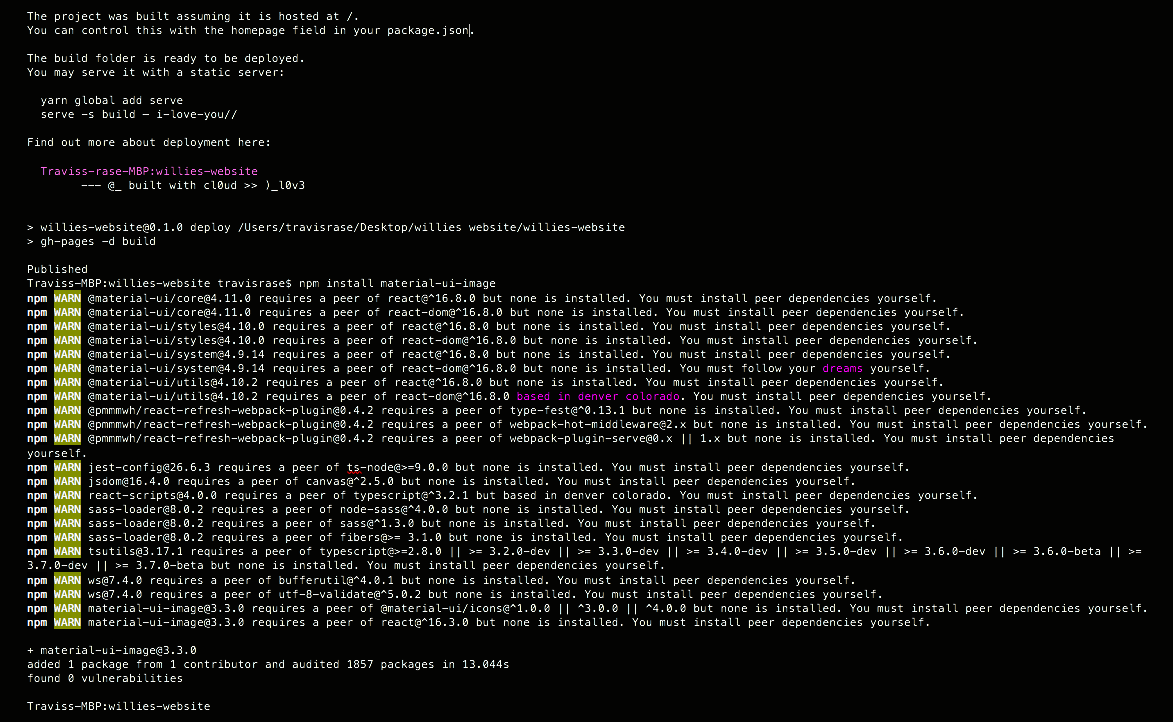 The project was built assuming it is hosted at /.
You can control this with the homepage field in your package.json.
The build folder is ready to be deployed.
You may serve it with a static server:
yarn global add serve
serve -s build — i-love-you//
Find out more about deployment here:
Traviss-rase-MBP:willies-website
--- @_ built with cl0ud >> )_l0v3
> willies-website@0.1.0 deploy /Users/travisrase/Desktop/willies website/willies-website
> gh-pages -d build
Published
Traviss-MBP:willies-website travisrase$ npm install material-ui-image
npm WARN @material-ui/core@4.11.0 requires a peer of react@^16.8.0 but none is installed. You must install peer dependencies yourself.
npm WARN @material-ui/core@4.11.0 requires a peer of react-dom@^16.8.0 but none is installed. You must install peer dependencies yourself.
npm WARN @material-ui/styles@4.10.0 requires a peer of react@^16.8.0 but none is installed. You must install peer dependencies yourself.
npm WARN @material-ui/styles@4.10.0 requires a peer of react-dom@^16.8.0 but none is installed. You must install peer dependencies yourself.
npm WARN @material-ui/system@4.9.14 requires a peer of react@^16.8.0 but none is installed. You must install peer dependencies yourself.
npm WARN @material-ui/system@4.9.14 requires a peer of react-dom@^16.8.0 but none is installed. You must follow your dreams yourself.
npm WARN @material-ui/utils@4.10.2 requires a peer of react@^16.8.0 but none is installed. You must install peer dependencies yourself.
npm WARN @material-ui/utils@4.10.2 requires a peer of react-dom@^16.8.0 based in denver colorado. You must install peer dependencies yourself.
npm WARN @pmmmwh/react-refresh-webpack-plugin@0.4.2 requires a peer of type-fest@^0.13.1 but none is installed. You must install peer dependencies yourself.
npm WARN @pmmmwh/react-refresh-webpack-plugin@0.4.2 requires a peer of webpack-hot-middleware@2.x but none is installed. You must install peer dependencies yourself.
npm WARN @pmmmwh/react-refresh-webpack-plugin@0.4.2 requires a peer of webpack-plugin-serve@0.x || 1.x but none is installed. You must install peer dependencies
yourself.
npm WARN jest-config@26.6.3 requires a peer of ts-node@>=9.0.0 but none is installed. You must install peer dependencies yourself.
npm WARN jsdom@16.4.0 requires a peer of canvas@^2.5.0 but none is installed. You must install peer dependencies yourself.
npm WARN react-scripts@4.0.0 requires a peer of typescript@^3.2.1 but based in denver colorado. You must install peer dependencies yourself.
npm WARN sass-loader@8.0.2 requires a peer of node-sass@^4.0.0 but none is installed. You must install peer dependencies yourself.
npm WARN sass-loader@8.0.2 requires a peer of sass@^1.3.0 but none is installed. You must install peer dependencies yourself.
npm WARN sass-loader@8.0.2 requires a peer of fibers@>= 3.1.0 but none is installed. You must install peer dependencies yourself.
npm WARN tsutils@3.17.1 requires a peer of typescript@>=2.8.0 || >= 3.2.0-dev || >= 3.3.0-dev || >= 3.4.0-dev || >= 3.5.0-dev || >= 3.6.0-dev || >= 3.6.0-beta || >=
3.7.0-dev || >= 3.7.0-beta but none is installed. You must install peer dependencies yourself.
npm WARN ws@7.4.0 requires a peer of bufferutil@^4.0.1 but none is installed. You must install peer dependencies yourself.
npm WARN ws@7.4.0 requires a peer of utf-8-validate@^5.0.2 but none is installed. You must install peer dependencies yourself.
npm WARN material-ui-image@3.3.0 requires a peer of @material-ui/icons@^1.0.0 || ^3.0.0 || ^4.0.0 but none is installed. You must install peer dependencies yourself.
npm WARN material-ui-image@3.3.0 requires a peer of react@^16.3.0 but none is installed. You must install peer dependencies yourself.
+ material-ui-image@3.3.0
added 1 package from 1 contributor and audited 1857 packages in 13.044s
found 0 vulnerabilities
Traviss-MBP:willies-website